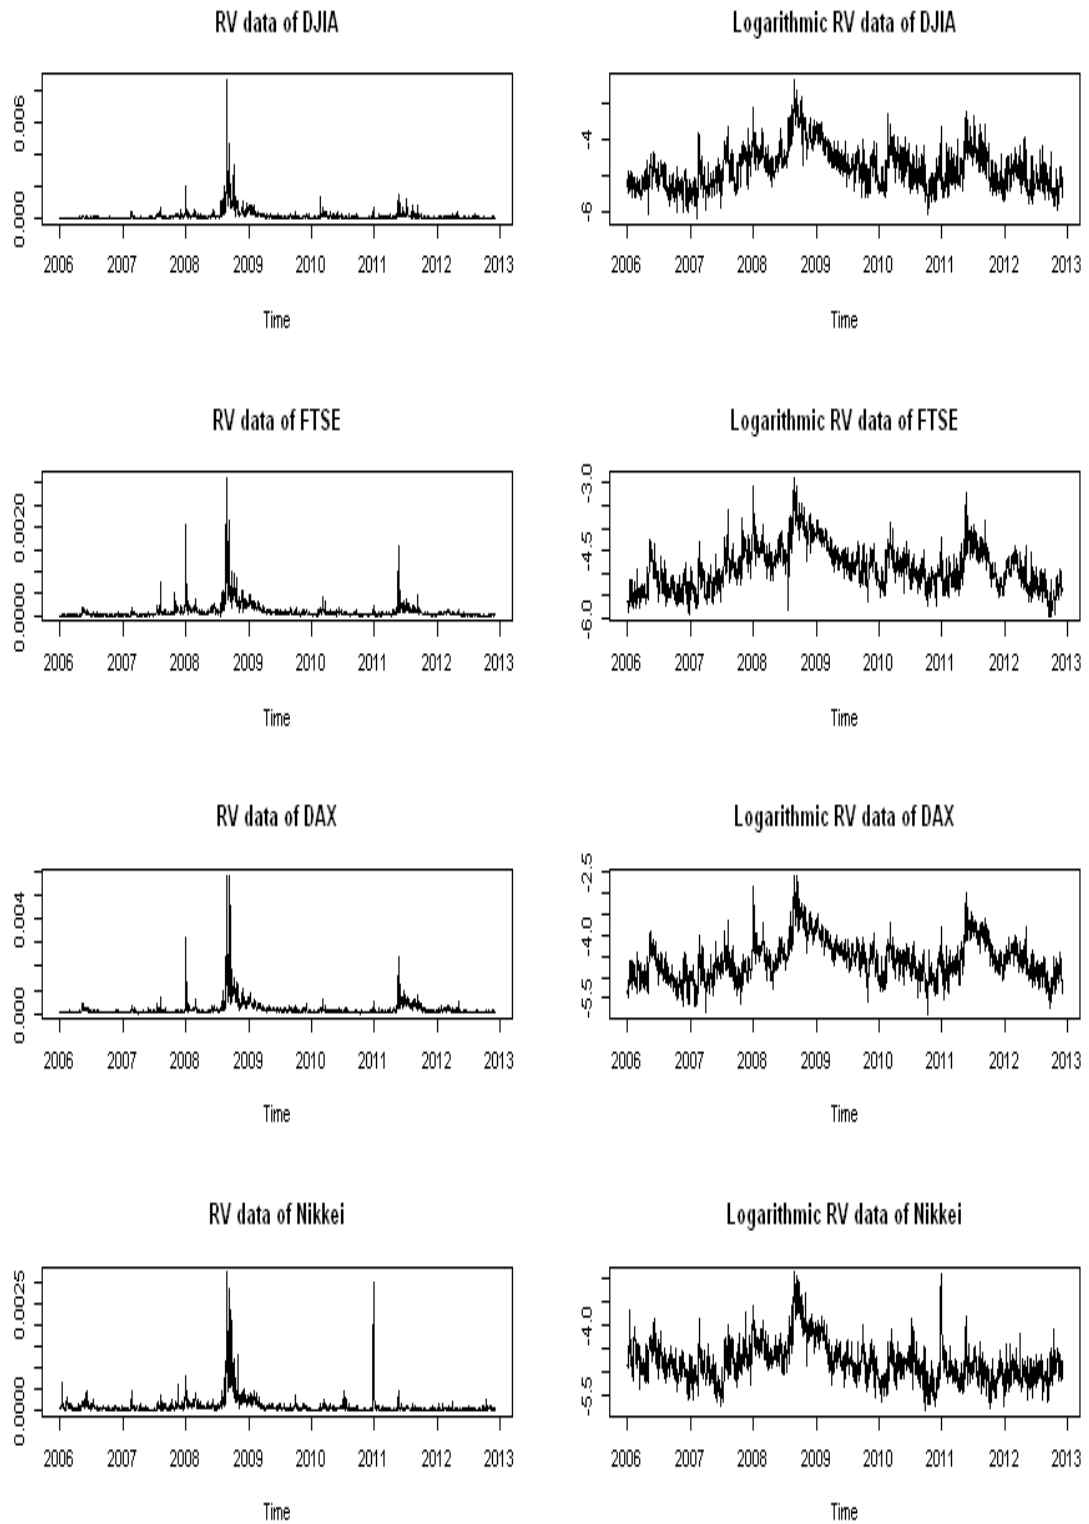 RV data of DJIA
0.006
0.000
2006 2007 2008 2009 2010 2011 2012 2013
Time
Logarithmic RV data of DJIA
-4
-6
2006 2007 2008 2009 2010 2011 2012 2013
Time
RV data of FTSE
0.0020
0.0000
2006 2007 2008 2009 2010 2011 2012 2013
Time
Logarithmic RV data of FTSE
-3.0
-4.5
-6.0
2006 2007 2008 2009 2010 2011 2012 2013
Time
RV data of DAX
0.004
0.000
2006 2007 2008 2009 2010 2011 2012 2013
Time
Logarithmic RV data of DAX
-2.5
-4.0
-5.5
2006 2007 2008 2009 2010 2011 2012 2013
Time
RV data of Nikkei
0.0025
0.0000
2006 2007 2008 2009 2010 2011 2012 2013
Time
Logarithmic RV data of Nikkei
-4.0
-5.5
2006 2007 2008 2009 2010 2011 2012 2013
Time